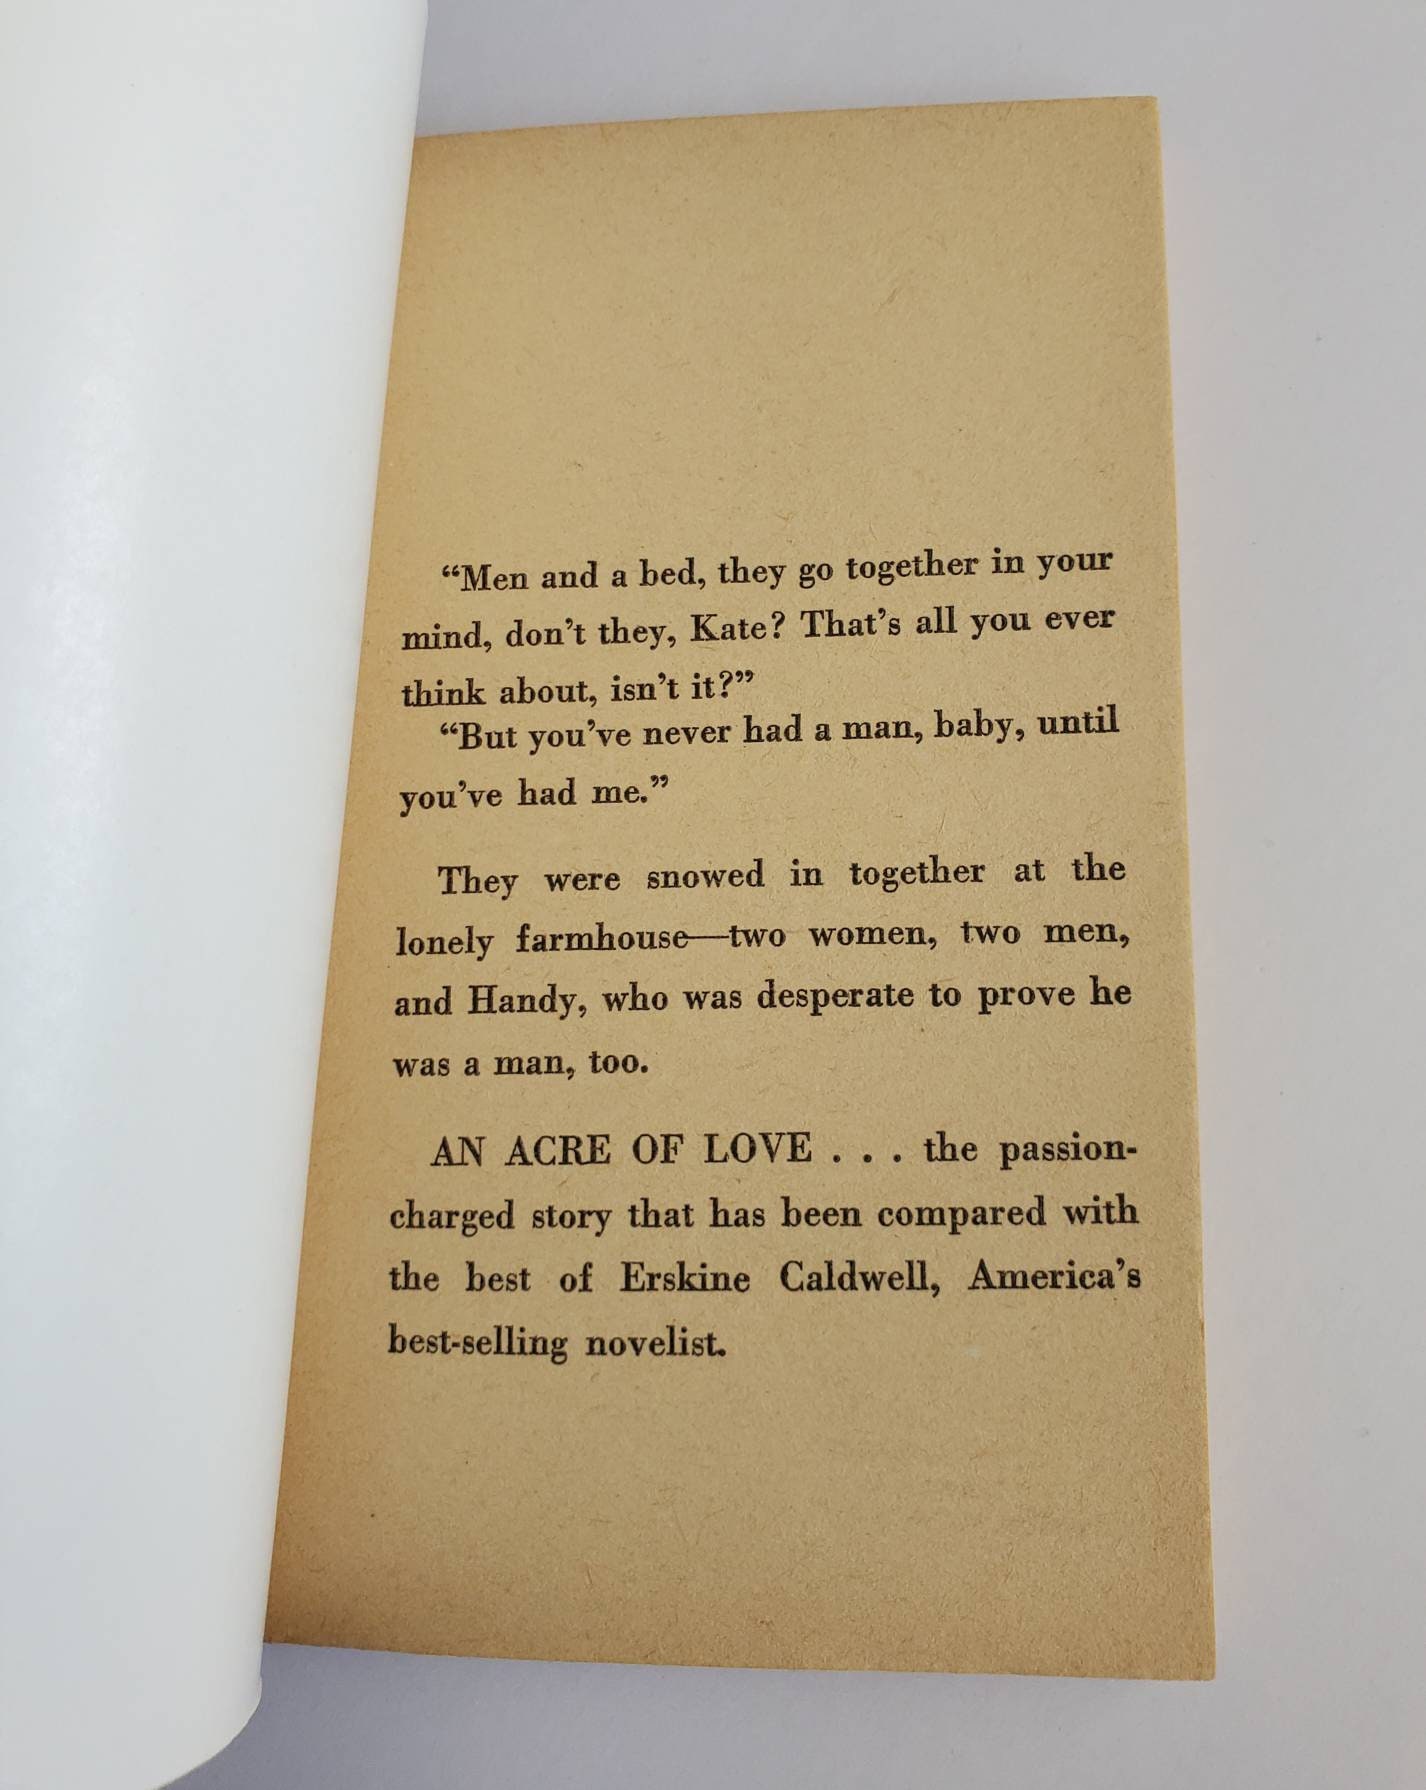 “Men and a bed, they go together in your
mind, don’t they, Kate? That’s all you ever
think about, isn’t it?”
“But you’ve never had a man, baby, until
you’ve had me.”
They were snowed in together at the
lonely farmhouse—two women, two men,
and Handy, who was desperate to prove he
was a man, too.
AN ACRE OF LOVE . . . the passion-
charged story that has been compared with
the best of Erskine Caldwell, America’s
best-selling novelist.